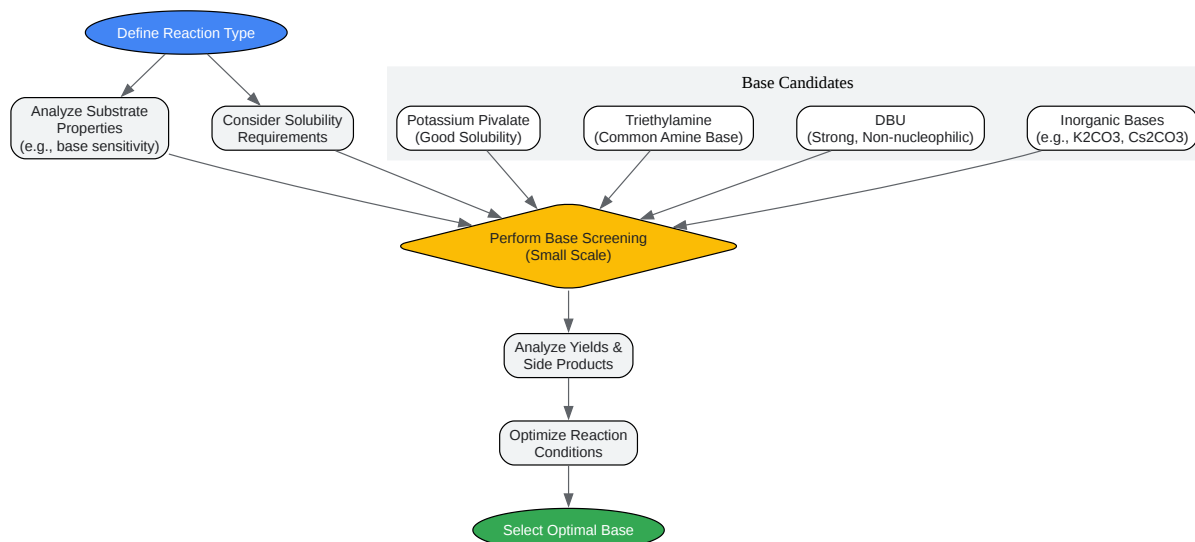 Define Reaction Type
Base Candidates
Analyze Substrate
Properties
(e.g., base sensitivity)
Consider Solubility
Requirements
Potassium Pivalate
(Good Solubility)
Triethylamine
(Common Amine Base)
DBU
(Strong, Non-nucleophilic)
Inorganic Bases
(e.g., K2CO3, Cs2CO3)
Perform Base Screening
(Small Scale)
Analyze Yields &
Side Products
Optimize Reaction
Conditions
Select Optimal Base